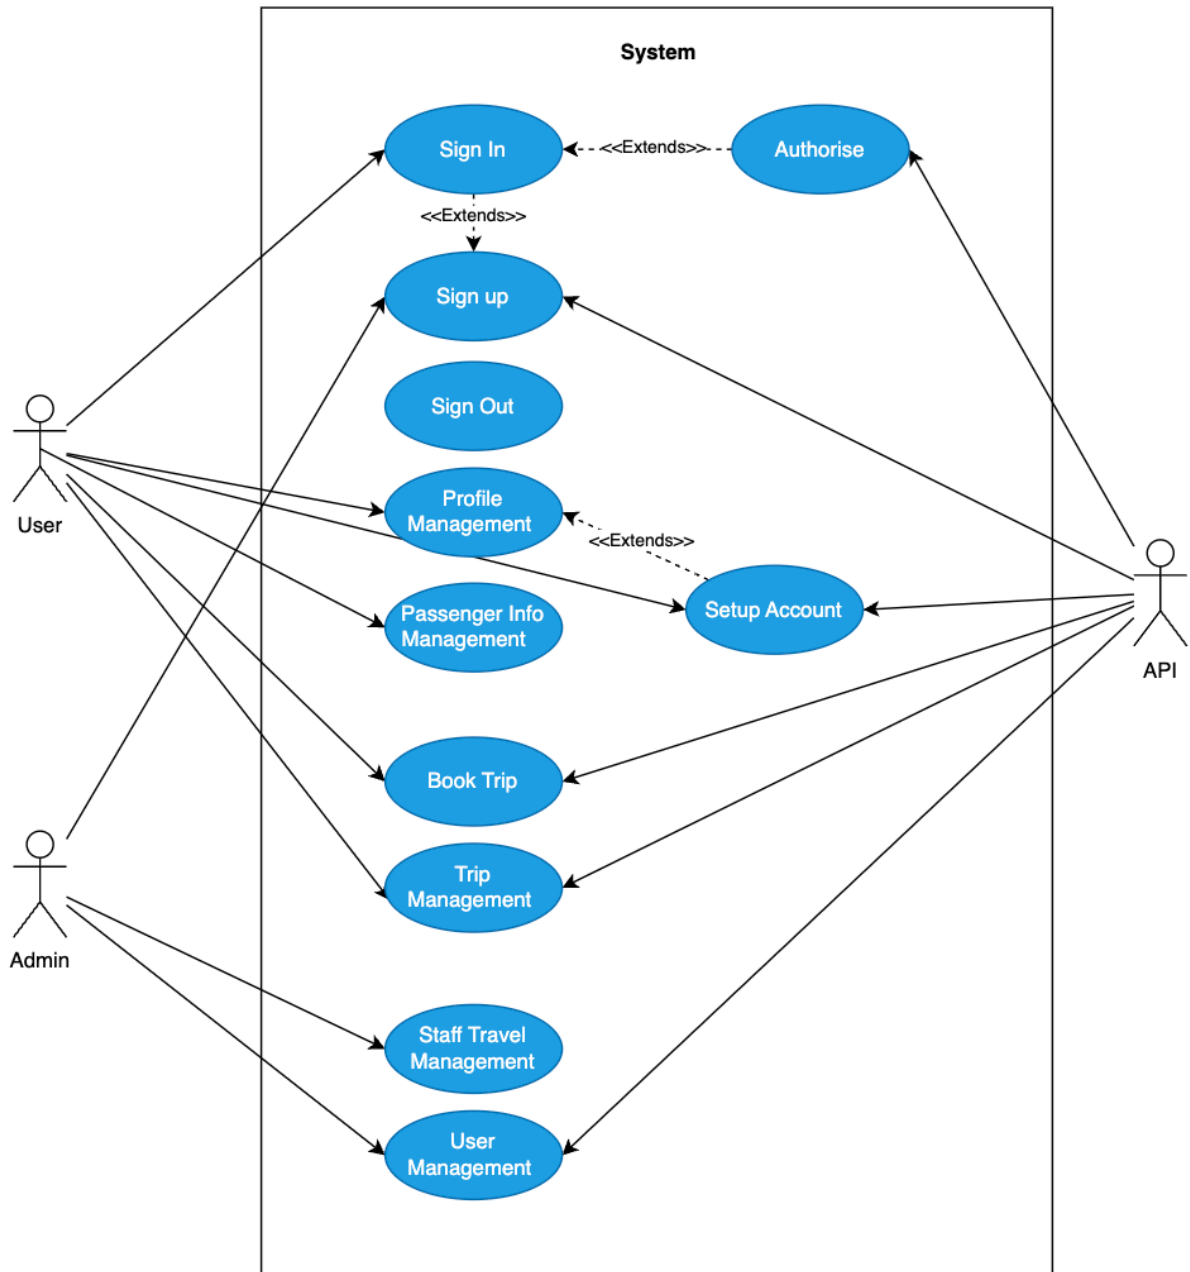 System
Sign In
<<Extends>>
Authorise
<<Extends>>
Sign up
Sign Out
User
Profile
Management
<<Extends>>
Passenger Info
Management
Setup Account
API
Book Trip
Trip
Management
Admin
Staff Travel
Management
User
Management